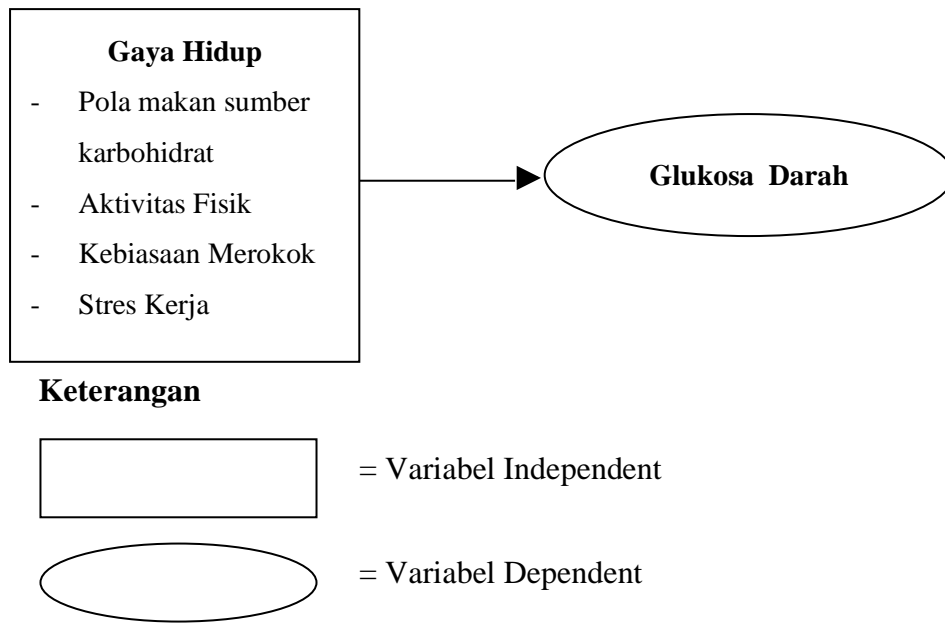 Gaya Hidup
- Pola makan sumber
karbohidrat
- Aktivitas Fisik
- Kebiasaan Merokok
- Stres Kerja
Glukosa Darah
Keterangan
= Variabel Independent
= Variabel Dependent